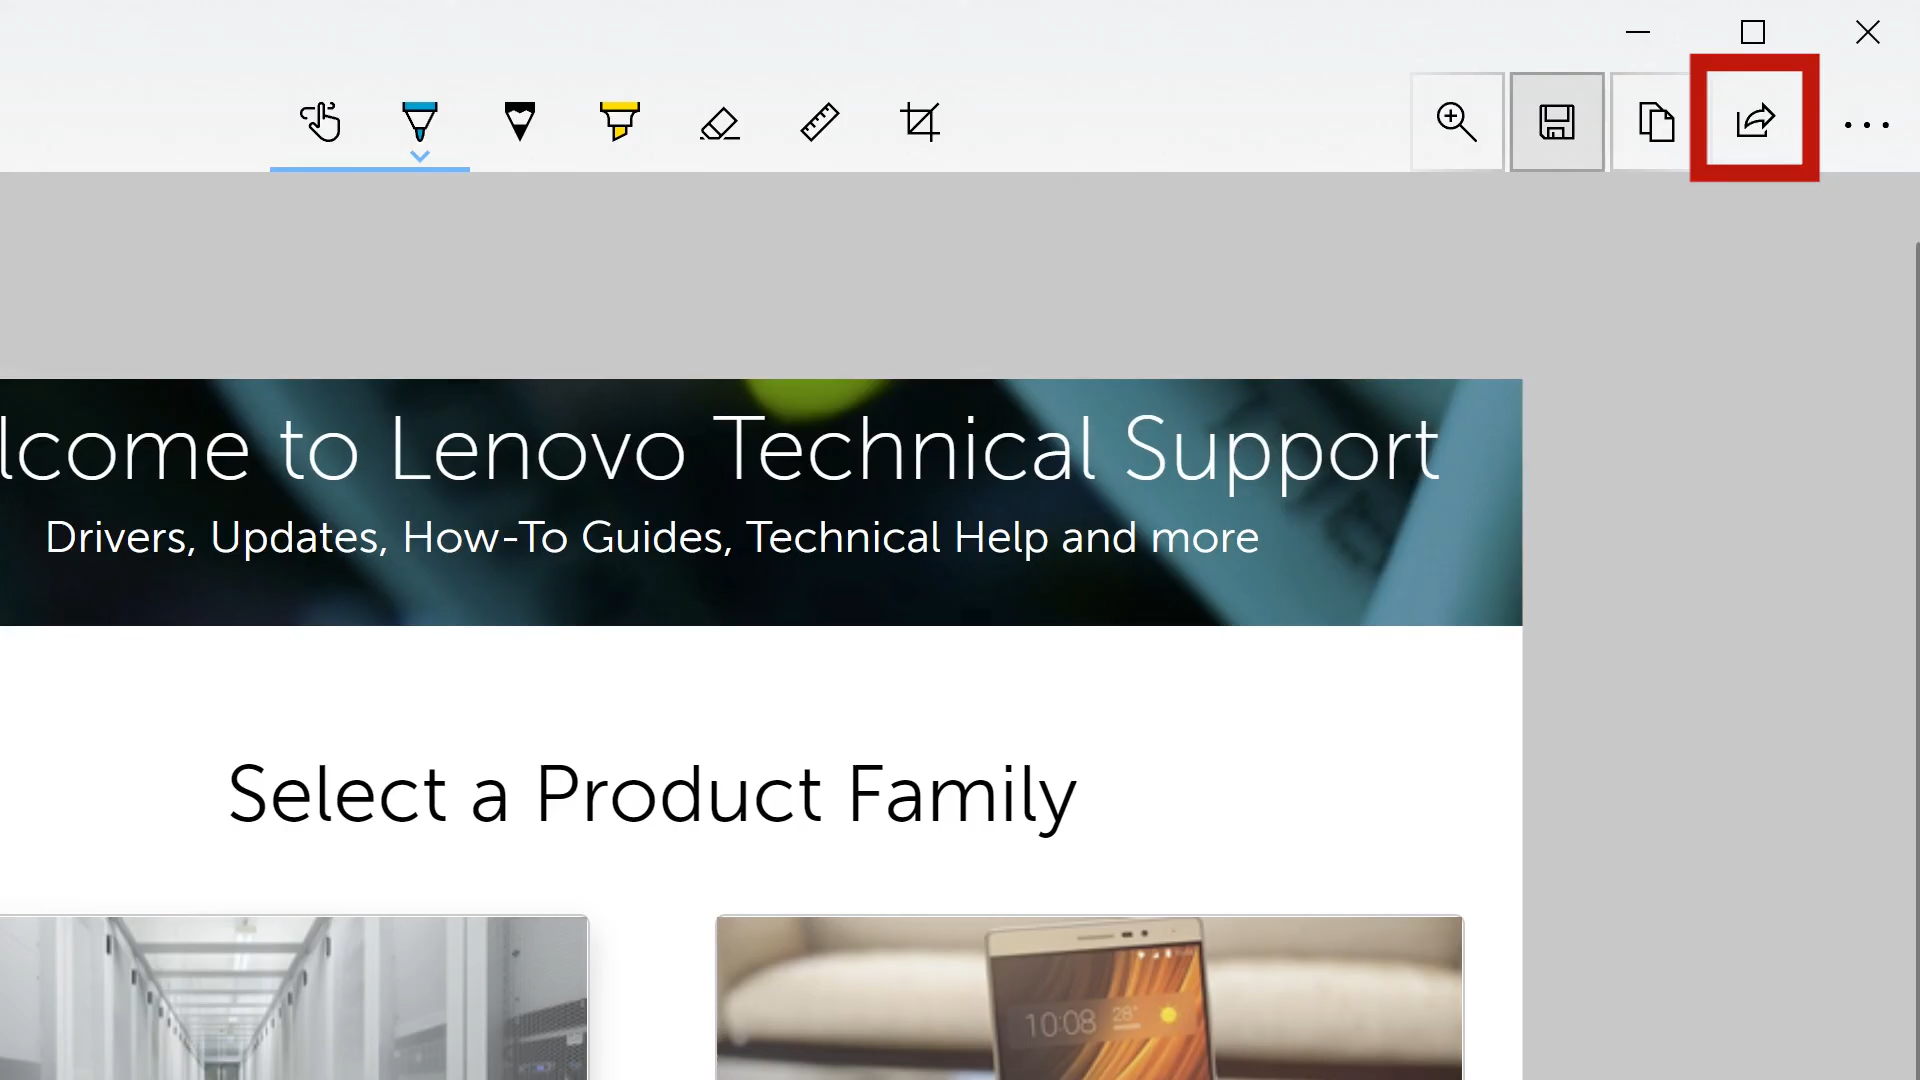 lcome to Lenovo Technical Support
Drivers, Updates, How-To Guides, Technical Help and more
Select a Product Family
10:08 28°